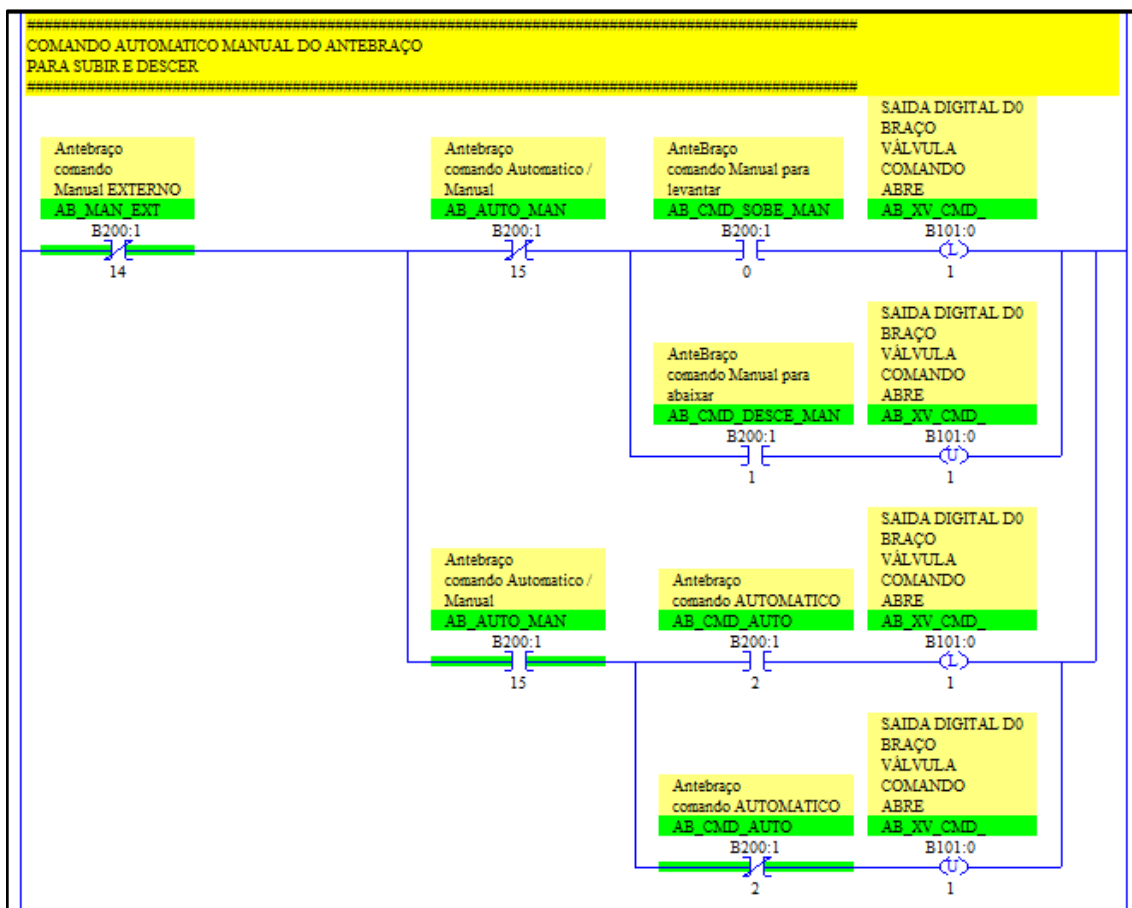 ################################################################################
COMANDO AUTOMATICO MANUAL DO ANTEBRAÇO
PARA SUBIR E DESCER
################################################################################
Antebraço
comando
Manual EXTERNO
AB_MAN_EXT
B200:1
14
Antebraço
comando Automatico /
Manual
AB_AUTO_MAN
B200:1
15
AnteBraço
comando Manual para
levantar
AB_CMD_SOBE_MAN
B200:1
0
SAIDA DIGITAL D0
BRAÇO
VÁLVULA
COMANDO
ABRE
AB_XV_CMD_
B101:0
L
1
AnteBraço
comando Manual para
abaixar
AB_CMD_DESCE_MAN
B200:1
1
SAIDA DIGITAL D0
BRAÇO
VÁLVULA
COMANDO
ABRE
AB_XV_CMD_
B101:0
U
1
Antebraço
comando Automatico /
Manual
AB_AUTO_MAN
B200:1
15
Antebraço
comando AUTOMATICO
AB_CMD_AUTO
B200:1
2
SAIDA DIGITAL D0
BRAÇO
VÁLVULA
COMANDO
ABRE
AB_XV_CMD_
B101:0
L
1
Antebraço
comando AUTOMATICO
AB_CMD_AUTO
B200:1
2
SAIDA DIGITAL D0
BRAÇO
VÁLVULA
COMANDO
ABRE
AB_XV_CMD_
B101:0
U
1